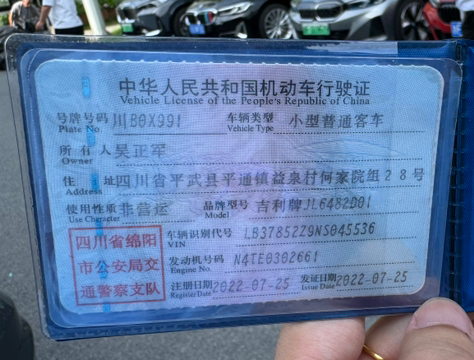 中华人民共和国机动车行驶证
Vehicle License of the People's Republic of China
号牌号码 川B0X991 车辆类型 小型普通客车
Plate No. Vehicle Type
所有人 吴正军
Owner
住址 四川省平武县平通镇益泉村何家院组28号
Address
使用性质 非营运 品牌型号 吉利牌JL6482D01
Use Character Model
四川省绵阳
市公安局交
通警察支队
车辆识别代号 LB37852Z9NS045536
VIN
发动机号码 N4TE0302661
Engine No.
注册日期 2022-07-25 发证日期 2022-07-25
Register Date Issue Date